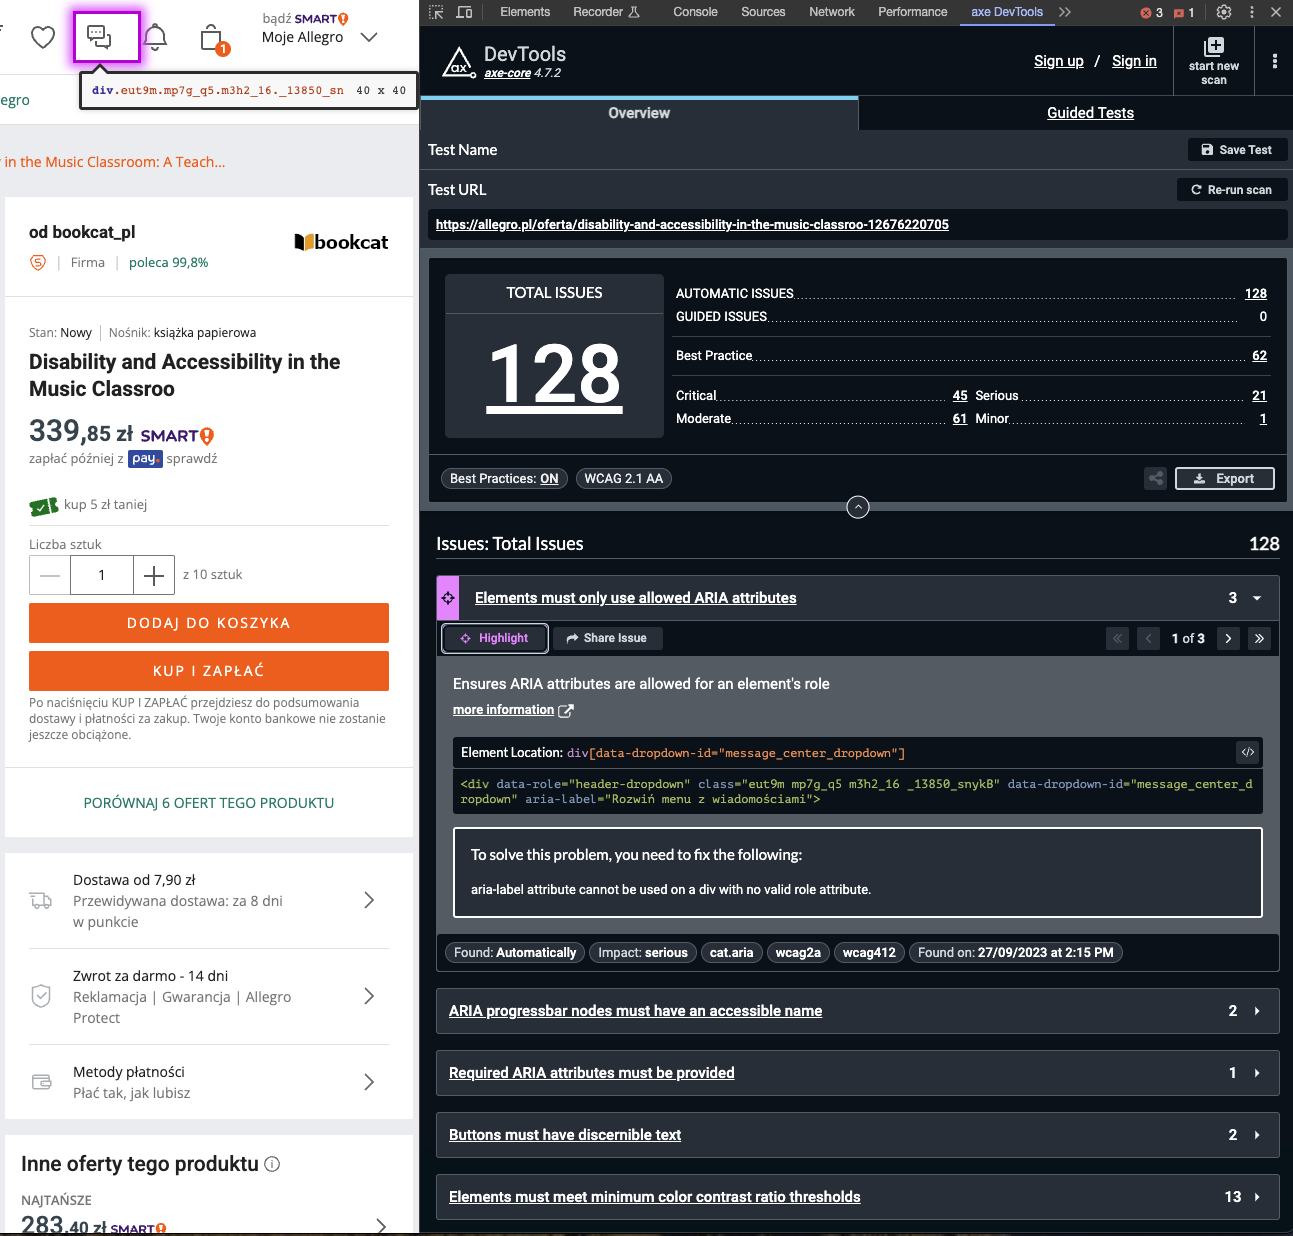 bądź SMART!
Moje Allegro
1
div.eut9m.mp7g_q5.m3h2_16._13850_sn 40 x 40
egro
in the Music Classroom: A Teach...
od bookcat_pl
bookcat
Firma
poleca 99,8%
Stan: Nowy
Nośnik: książka papierowa
Disability and Accessibility in the
Music Classroo
339,85 zł SMART!
zapłać później z pay. sprawdź
kup 5 zł taniej
Liczba sztuk
1
z 10 sztuk
DODAJ DO KOSZYKA
KUP I ZAPŁAĆ
Po naciśnięciu KUP I ZAPŁAĆ przejdziesz do podsumowania
dostawy i płatności za zakup. Twoje konto bankowe nie zostanie
jeszcze obciążone.
PORÓWNAJ 6 OFERT TEGO PRODUKTU
Dostawa od 7,90 zł
Przewidywana dostawa: za 8 dni
w punkcie
Zwrot za darmo - 14 dni
Reklamacja | Gwarancja | Allegro
Protect
Metody płatności
Płać tak, jak lubisz
Inne oferty tego produktu
NAJTAŃSZE
283,40 zł SMART!
Elements Recorder Console Sources Network Performance axe DevTools 3 1
ax
DevTools
axe-core 4.7.2
Sign up / Sign in
start new
scan
Overview
Guided Tests
Test Name
Save Test
Test URL
Re-run scan
https://allegro.pl/oferta/disability-and-accessibility-in-the-music-classroo-12676220705
TOTAL ISSUES
128
AUTOMATIC ISSUES 128
GUIDED ISSUES 0
Best Practice 62
Critical 45 Serious 21
Moderate 61 Minor 1
Best Practices: ON
WCAG 2.1 AA
Export
Issues: Total Issues 128
Elements must only use allowed ARIA attributes 3
Highlight
Share Issue
1 of 3
Ensures ARIA attributes are allowed for an element's role
more information
Element Location: div[data-dropdown-id="message_center_dropdown"]
</>
<div data-role="header-dropdown" class="eut9m mp7g_q5 m3h2_16 _13850_snykB" data-dropdown-id="message_center_d
ropdown" aria-label="Rozwiń menu z wiadomościami">
To solve this problem, you need to fix the following:
aria-label attribute cannot be used on a div with no valid role attribute.
Found: Automatically
Impact: serious
cat.aria
wcag2a
wcag412
Found on: 27/09/2023 at 2:15 PM
ARIA progressbar nodes must have an accessible name 2
Required ARIA attributes must be provided 1
Buttons must have discernible text 2
Elements must meet minimum color contrast ratio thresholds 13